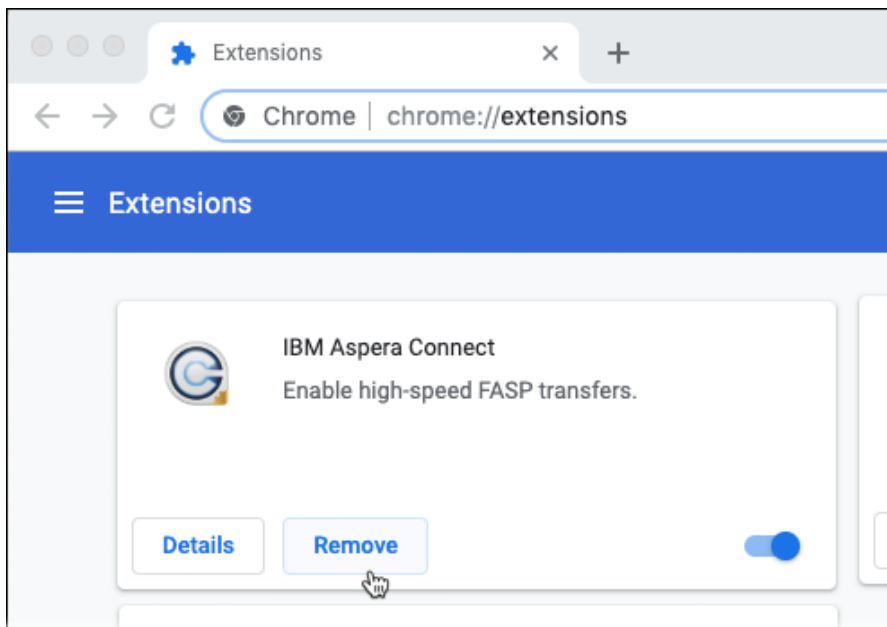 Extensions
Chrome | chrome://extensions
Extensions
IBM Aspera Connect
Enable high-speed FASP transfers.
Details Remove